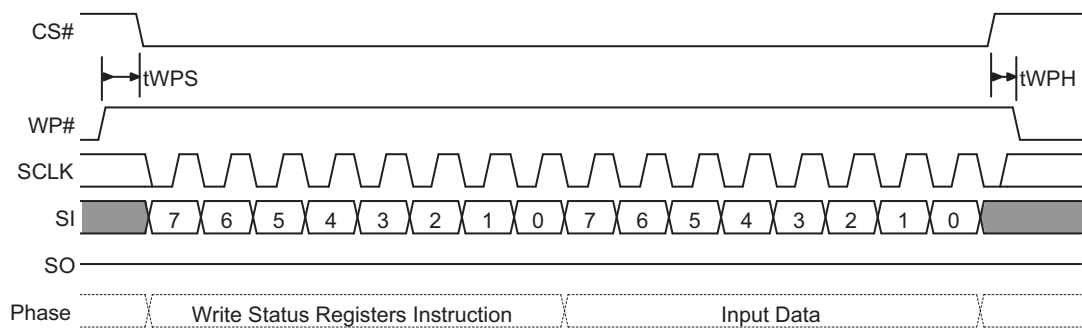 CS#
tWPS tWPH
WP#
SCLK
SI 7 6 5 4 3 2 1 0 7 6 5 4 3 2 1 0
SO
Phase Write Status Registers Instruction Input Data